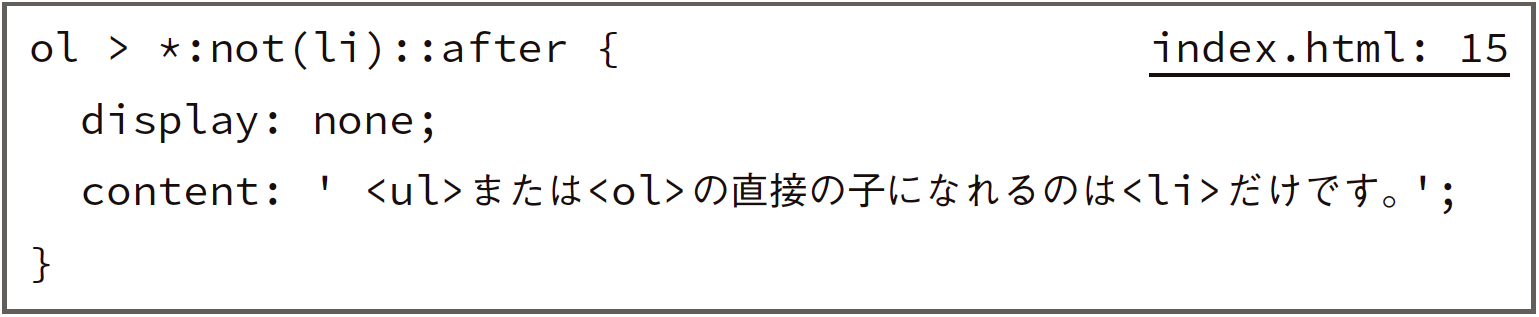 ol > *:not(li)::after { index.html: 15
  display: none;
  content: ' <ul>または<ol>の直接の子になれるのは<li>だけです。';
}